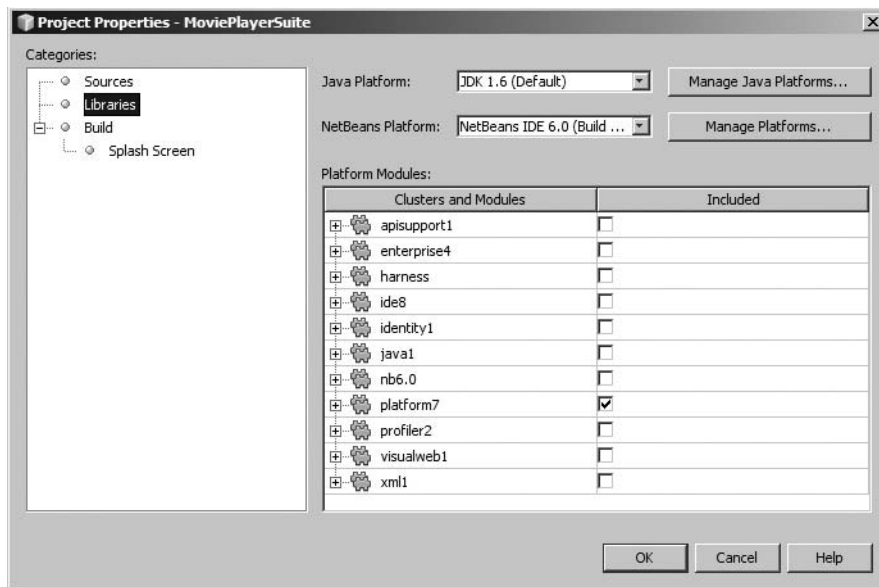 Project Properties - MoviePlayerSuite
Categories:
Sources
Libraries
Build
Splash Screen
Java Platform: JDK 1.6 (Default) Manage Java Platforms...
NetBeans Platform: NetBeans IDE 6.0 (Build ... Manage Platforms...
Platform Modules:
Clusters and Modules Included
apisupport1
enterprise4
harness
ide8
identity1
java1
nb6.0
platform7
profiler2
visualweb1
xml1
OK Cancel Help